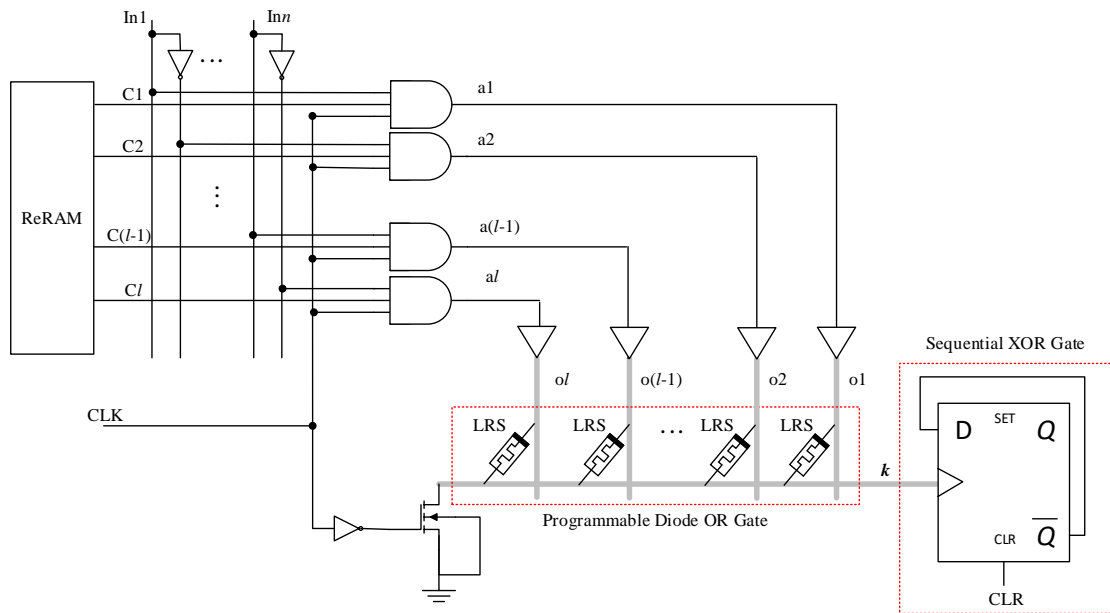 In1
Inn
...
ReRAM
C1
a1
C2
a2
...
C(l-1)
a(l-1)
Cl
al
CLK
ol
o(l-1)
o2
o1
LRS
LRS
...
LRS
LRS
k
Programmable Diode OR Gate
Sequential XOR Gate
D
SET
Q
CLR
Q̅
CLR